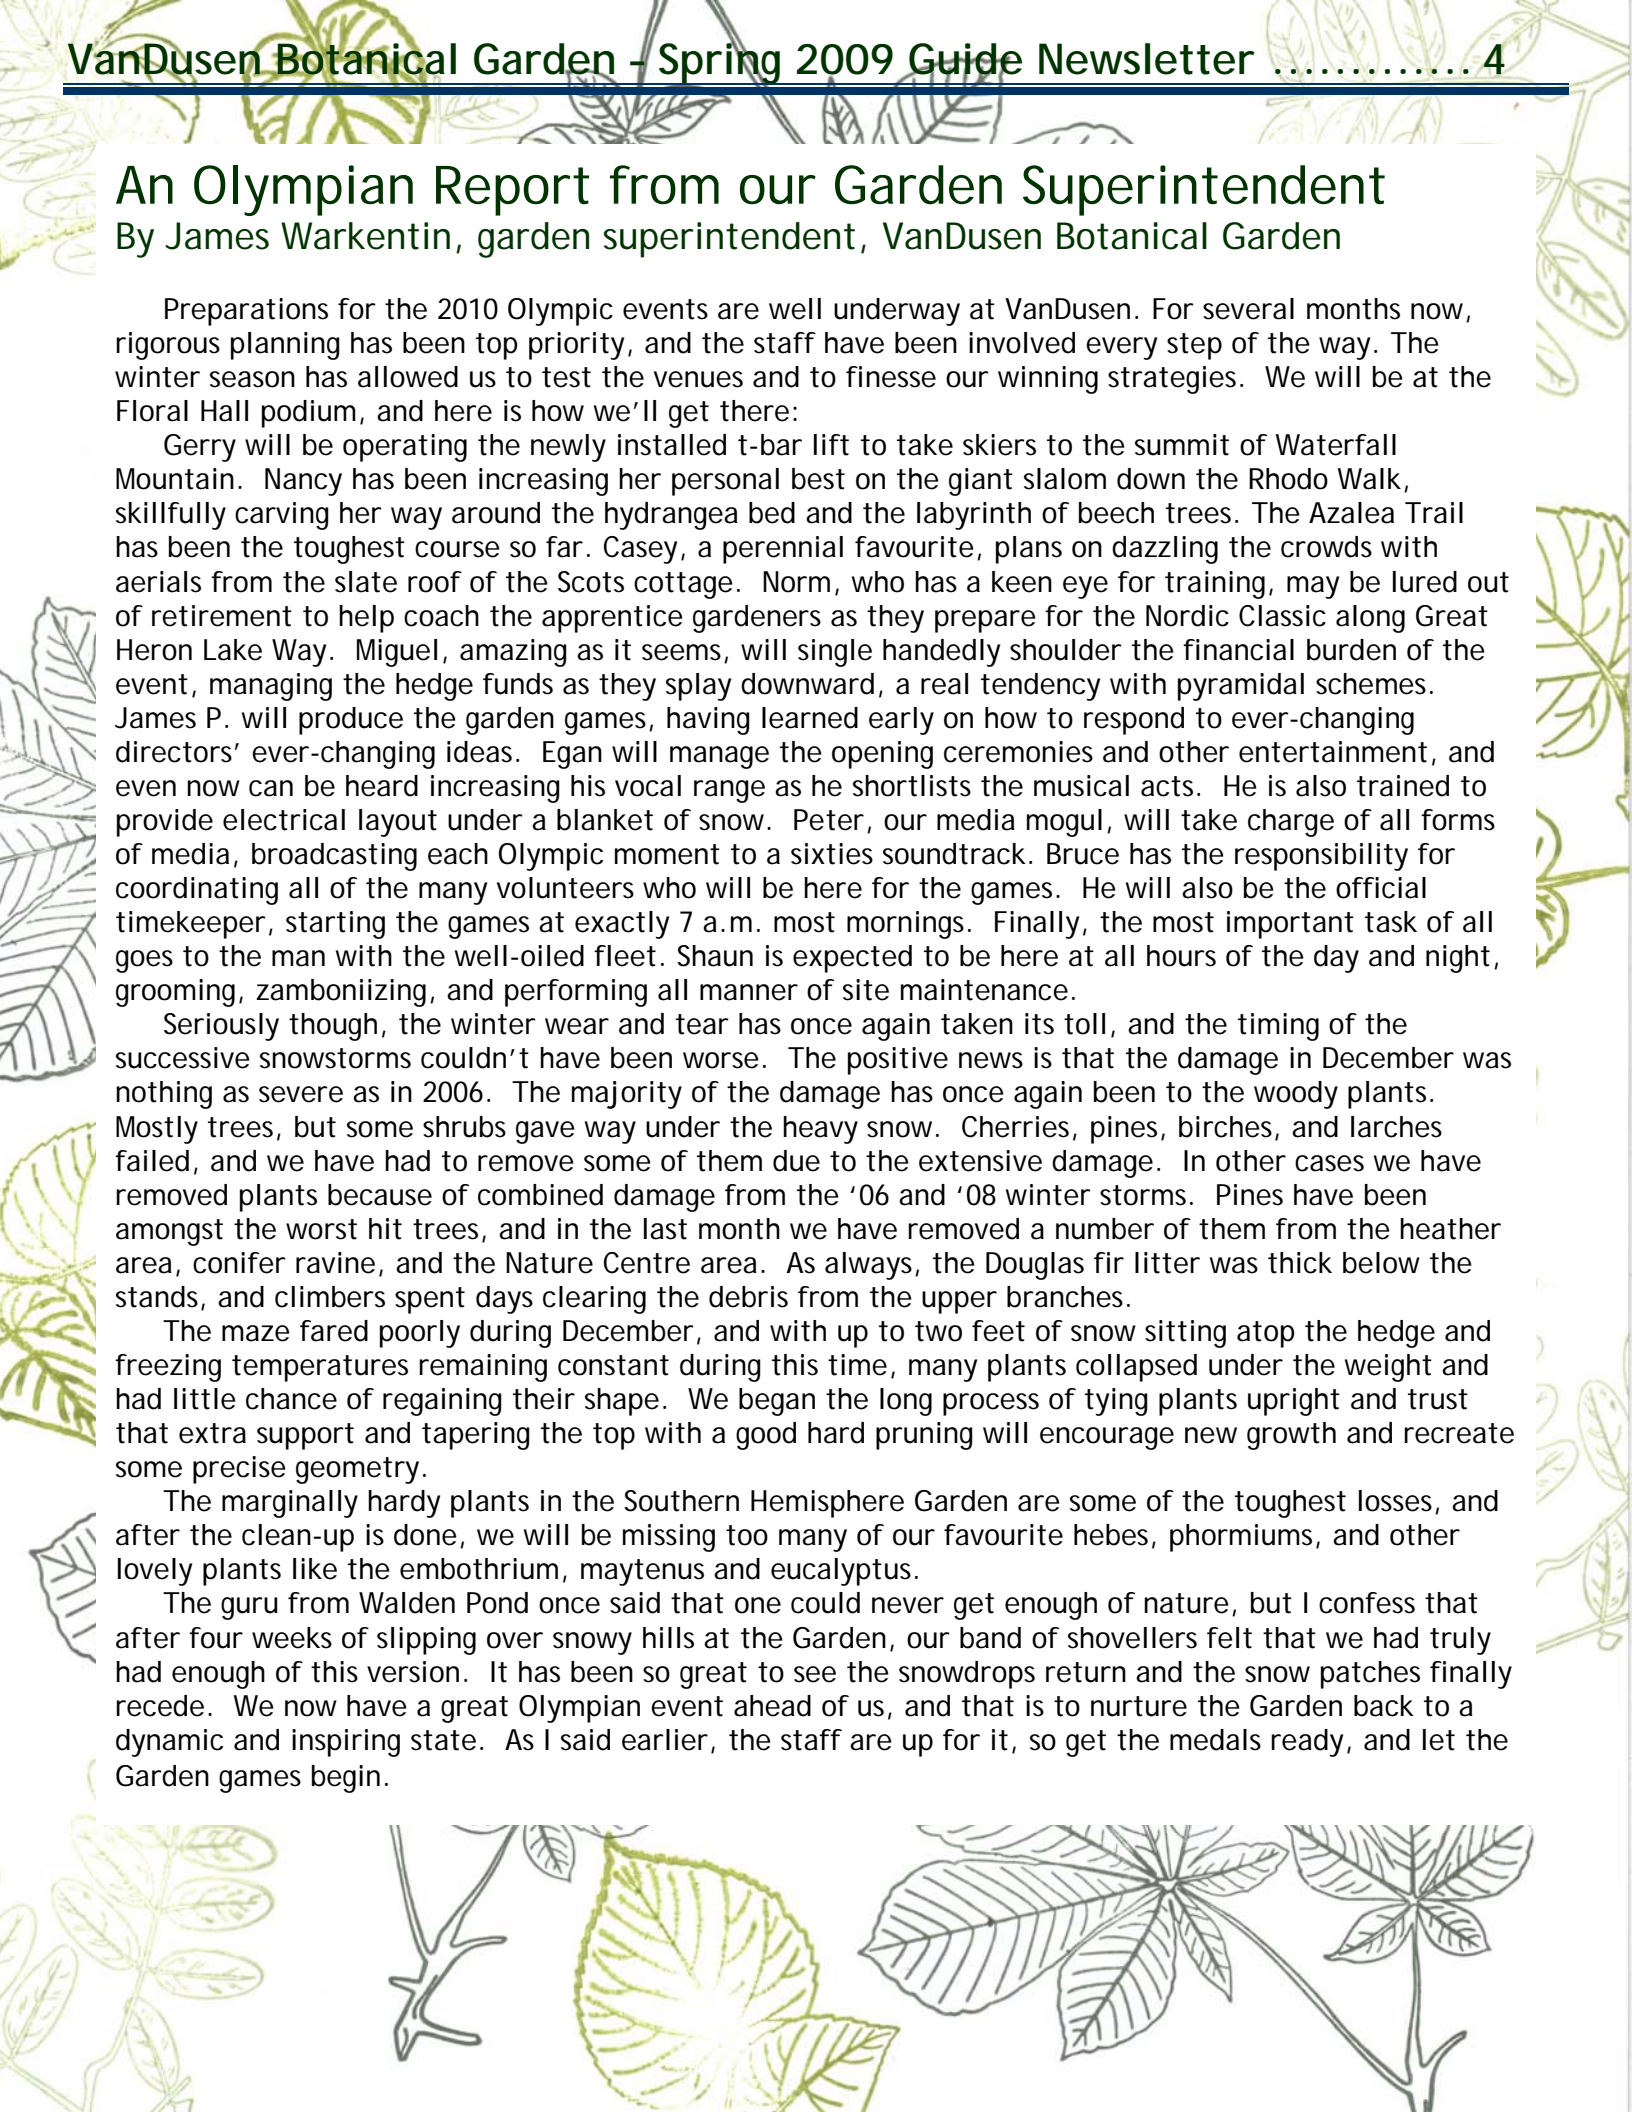 VanDusen Botanical Garden – Spring 2009 Guide Newsletter ............. 4
An Olympian Report from our Garden Superintendent
By James Warkentin, garden superintendent, VanDusen Botanical Garden
Preparations for the 2010 Olympic events are well underway at VanDusen. For several months now,
rigorous planning has been top priority, and the staff have been involved every step of the way. The
winter season has allowed us to test the venues and to finesse our winning strategies. We will be at the
Floral Hall podium, and here is how we’ll get there:
Gerry will be operating the newly installed t-bar lift to take skiers to the summit of Waterfall
Mountain. Nancy has been increasing her personal best on the giant slalom down the Rhodo Walk,
skillfully carving her way around the hydrangea bed and the labyrinth of beech trees. The Azalea Trail
has been the toughest course so far. Casey, a perennial favourite, plans on dazzling the crowds with
aerials from the slate roof of the Scots cottage. Norm, who has a keen eye for training, may be lured out
of retirement to help coach the apprentice gardeners as they prepare for the Nordic Classic along Great
Heron Lake Way. Miguel, amazing as it seems, will single handedly shoulder the financial burden of the
event, managing the hedge funds as they splay downward, a real tendency with pyramidal schemes.
James P. will produce the garden games, having learned early on how to respond to ever-changing
directors’ ever-changing ideas. Egan will manage the opening ceremonies and other entertainment, and
even now can be heard increasing his vocal range as he shortlists the musical acts. He is also trained to
provide electrical layout under a blanket of snow. Peter, our media mogul, will take charge of all forms
of media, broadcasting each Olympic moment to a sixties soundtrack. Bruce has the responsibility for
coordinating all of the many volunteers who will be here for the games. He will also be the official
timekeeper, starting the games at exactly 7 a.m. most mornings. Finally, the most important task of all
goes to the man with the well-oiled fleet. Shaun is expected to be here at all hours of the day and night,
grooming, zamboniizing, and performing all manner of site maintenance.
Seriously though, the winter wear and tear has once again taken its toll, and the timing of the
successive snowstorms couldn’t have been worse. The positive news is that the damage in December was
nothing as severe as in 2006. The majority of the damage has once again been to the woody plants.
Mostly trees, but some shrubs gave way under the heavy snow. Cherries, pines, birches, and larches
failed, and we have had to remove some of them due to the extensive damage. In other cases we have
removed plants because of combined damage from the ‘06 and ‘08 winter storms. Pines have been
amongst the worst hit trees, and in the last month we have removed a number of them from the heather
area, conifer ravine, and the Nature Centre area. As always, the Douglas fir litter was thick below the
stands, and climbers spent days clearing the debris from the upper branches.
The maze fared poorly during December, and with up to two feet of snow sitting atop the hedge and
freezing temperatures remaining constant during this time, many plants collapsed under the weight and
had little chance of regaining their shape. We began the long process of tying plants upright and trust
that extra support and tapering the top with a good hard pruning will encourage new growth and recreate
some precise geometry.
The marginally hardy plants in the Southern Hemisphere Garden are some of the toughest losses, and
after the clean-up is done, we will be missing too many of our favourite hebes, phormiums, and other
lovely plants like the embothrium, maytenus and eucalyptus.
The guru from Walden Pond once said that one could never get enough of nature, but I confess that
after four weeks of slipping over snowy hills at the Garden, our band of shovellers felt that we had truly
had enough of this version. It has been so great to see the snowdrops return and the snow patches finally
recede. We now have a great Olympian event ahead of us, and that is to nurture the Garden back to a
dynamic and inspiring state. As I said earlier, the staff are up for it, so get the medals ready, and let the
Garden games begin.